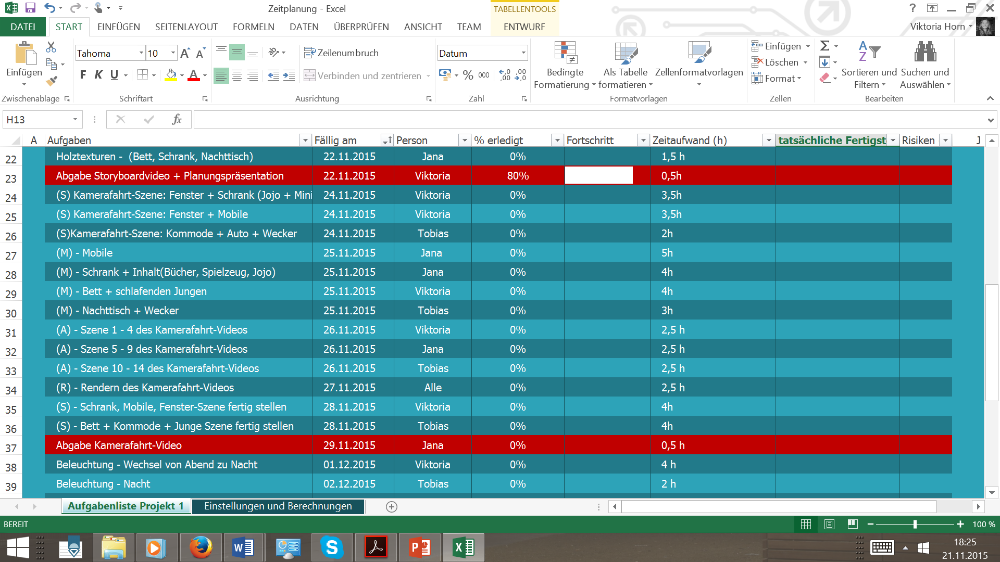 Zeitplanung - Excel
TABELLENTOOLS
?
DATEI START EINFÜGEN SEITENLAYOUT FORMELN DATEN ÜBERPRÜFEN ANSICHT TEAM ENTWURF
Viktoria Horn
Einfügen
Zwischenablage
Tahoma 10
F K U
Schriftart
Zeilenumbruch
Verbinden und zentrieren
Ausrichtung
Datum
% 000
Zahl
Bedingte Formatierung
Als Tabelle formatieren
Zellenformatvorlagen
Formatvorlagen
Einfügen
Löschen
Format
Zellen
Sortieren und Filtern
Suchen und Auswählen
Bearbeiten
H13 fx
A Aufgaben Fällig am Person % erledigt Fortschritt Zeitaufwand (h) tatsächliche Fertigst Risiken J
22 Holztexturen - (Bett, Schrank, Nachttisch) 22.11.2015 Jana 0% 1,5 h
23 Abgabe Storyboardvideo + Planungspräsentation 22.11.2015 Viktoria 80% 0,5h
24 (S) Kamerafahrt-Szene: Fenster + Schrank (Jojo + Mini 24.11.2015 Viktoria 0% 3,5h
25 (S) Kamerafahrt-Szene: Fenster + Mobile 24.11.2015 Viktoria 0% 3,5h
26 (S)Kamerafahrt-Szene: Kommode + Auto + Wecker 24.11.2015 Tobias 0% 2h
27 (M) - Mobile 25.11.2015 Jana 0% 5h
28 (M) - Schrank + Inhalt(Bücher, Spielzeug, Jojo) 25.11.2015 Jana 0% 4h
29 (M) - Bett + schlafenden Jungen 25.11.2015 Viktoria 0% 4h
30 (M) - Nachttisch + Wecker 25.11.2015 Tobias 0% 3h
31 (A) - Szene 1 - 4 des Kamerafahrt-Videos 26.11.2015 Viktoria 0% 2,5 h
32 (A) - Szene 5 - 9 des Kamerafahrt-Videos 26.11.2015 Jana 0% 2,5 h
33 (A) - Szene 10 - 14 des Kamerafahrt-Videos 26.11.2015 Tobias 0% 2,5 h
34 (R) - Rendern des Kamerafahrt-Videos 27.11.2015 Alle 0% 2,5 h
35 (S) - Schrank, Mobile, Fenster-Szene fertig stellen 28.11.2015 Viktoria 0% 4h
36 (S) - Bett + Kommode + Junge Szene fertig stellen 28.11.2015 Tobias 0% 4h
37 Abgabe Kamerafahrt-Video 29.11.2015 Jana 0% 0,5 h
38 Beleuchtung - Wechsel von Abend zu Nacht 01.12.2015 Viktoria 0% 4 h
39 Beleuchtung - Nacht 02.12.2015 Tobias 0% 2 h
Aufgabenliste Projekt 1 Einstellungen und Berechnungen
BEREIT 100 %
18:25
21.11.2015